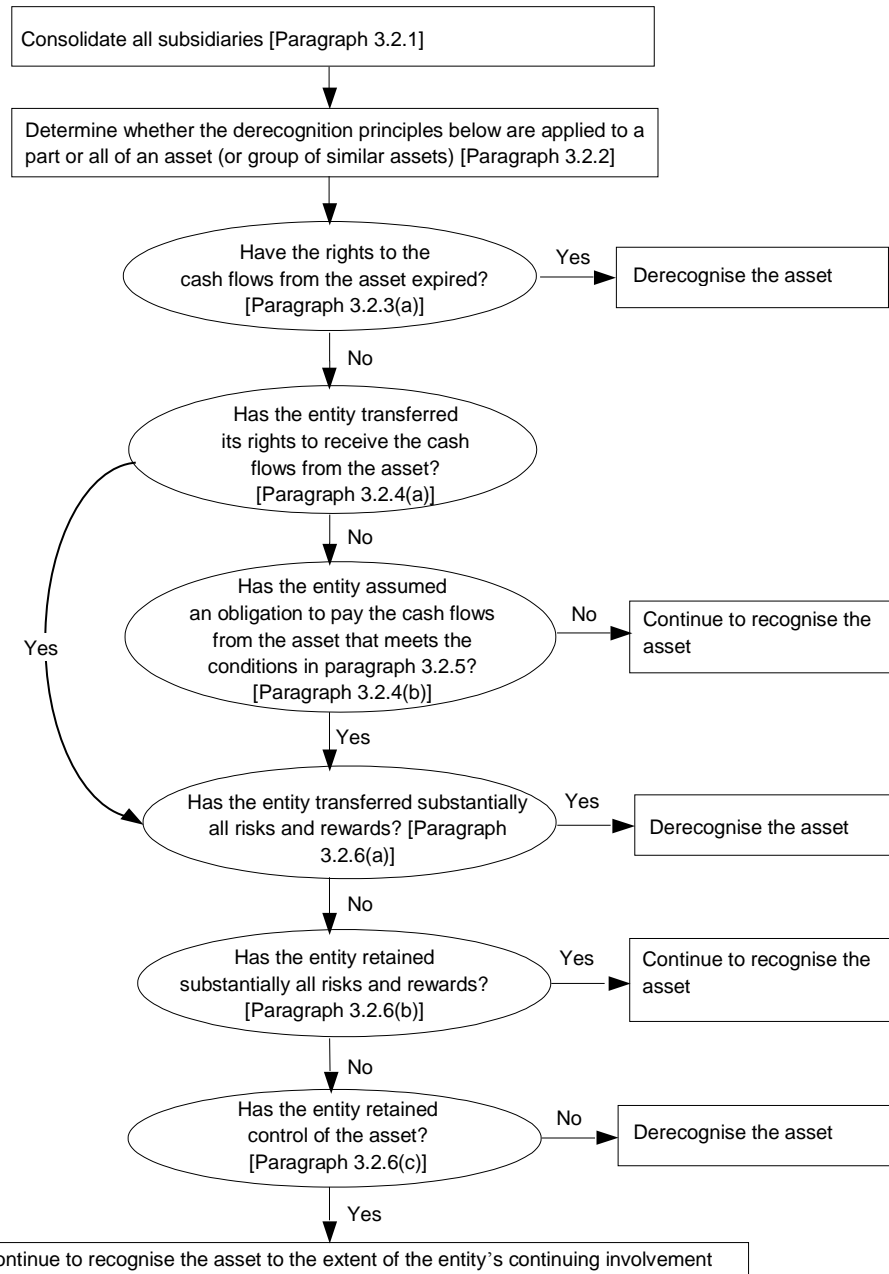 Consolidate all subsidiaries [Paragraph 3.2.1]
Determine whether the derecognition principles below are applied to a
part or all of an asset (or group of similar assets) [Paragraph 3.2.2]
Have the rights to the
cash flows from the asset expired?
[Paragraph 3.2.3(a)]
Yes
Derecognise the asset
No
Has the entity transferred
its rights to receive the cash
flows from the asset?
[Paragraph 3.2.4(a)]
No
Has the entity assumed
an obligation to pay the cash flows
from the asset that meets the
conditions in paragraph 3.2.5?
[Paragraph 3.2.4(b)]
No
Continue to recognise the
asset
Yes
Yes
Has the entity transferred substantially
all risks and rewards? [Paragraph
3.2.6(a)]
Yes
Derecognise the asset
No
Has the entity retained
substantially all risks and rewards?
[Paragraph 3.2.6(b)]
Yes
Continue to recognise the
asset
No
Has the entity retained
control of the asset?
[Paragraph 3.2.6(c)]
No
Derecognise the asset
Yes
ontinue to recognise the asset to the extent of the entity’s continuing involvement